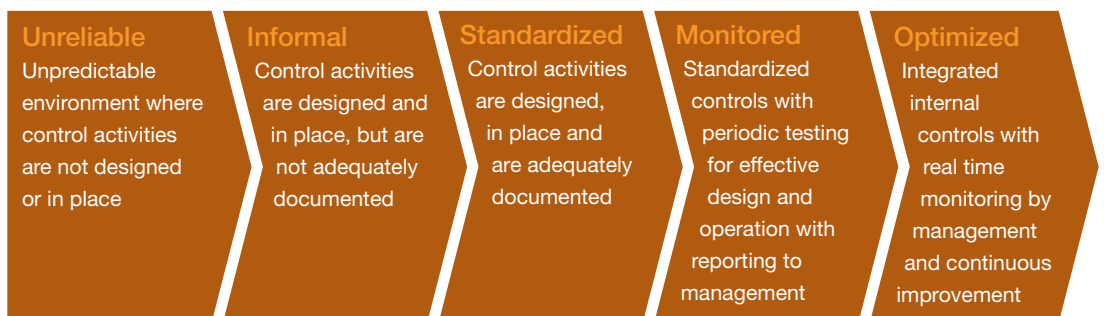 Unreliable
Unpredictable
environment where
control activities
are not designed
or in place
Informal
Control activities
are designed and
in place, but are
not adequately
documented
Standardized
Control activities
are designed,
in place and
are adequately
documented
Monitored
Standardized
controls with
periodic testing
for effective
design and
operation with
reporting to
management
Optimized
Integrated
internal
controls with
real time
monitoring by
management
and continuous
improvement